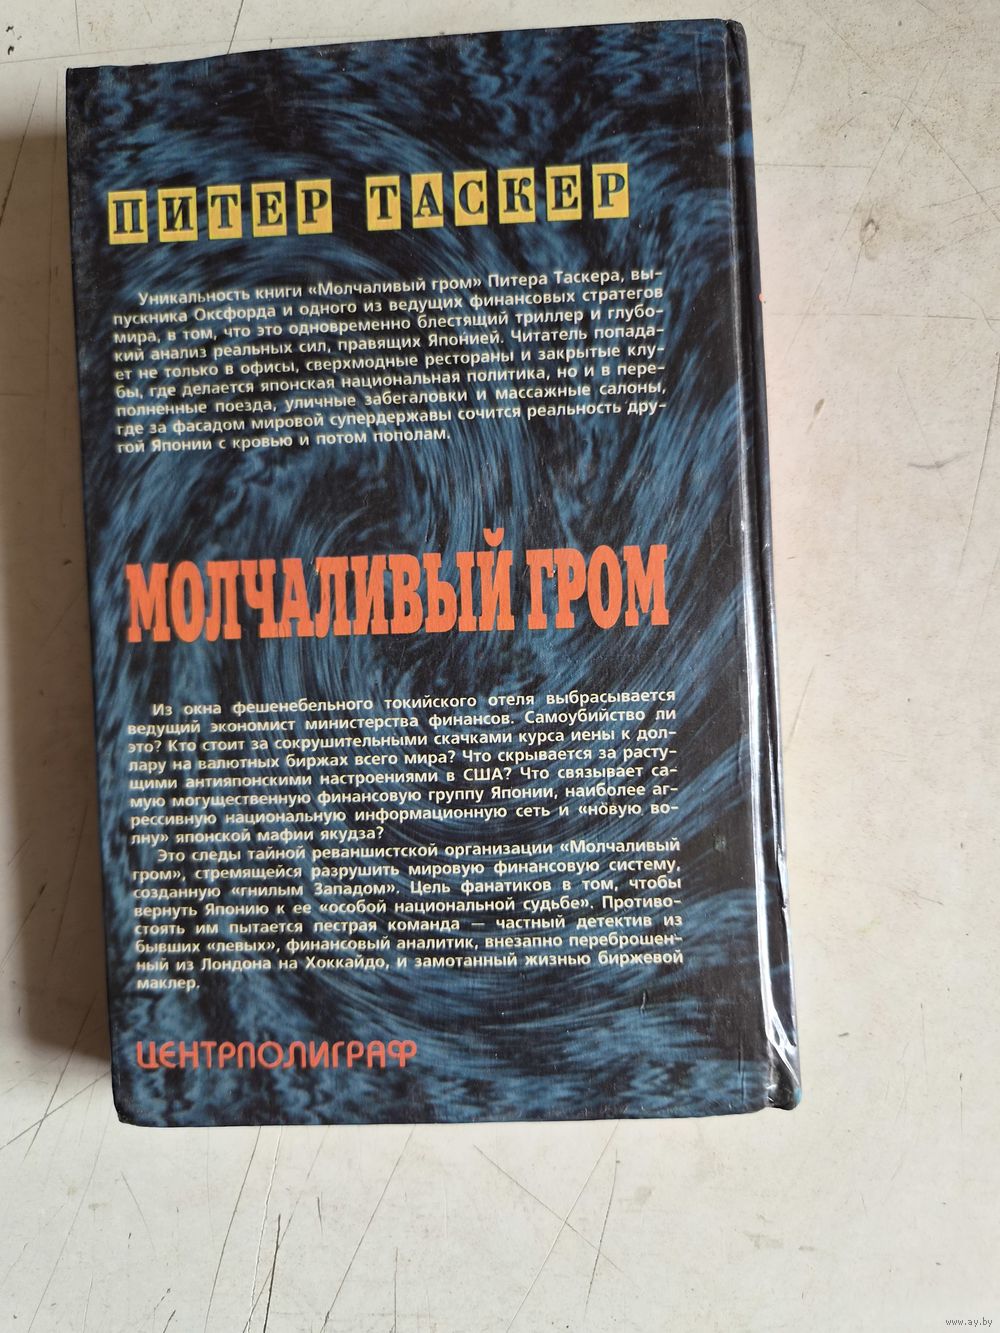 ПИТЕР ТАСКЕР
Уникальность книги «Молчаливый гром» Питера Таскера, вы-
пускника Оксфорда и одного из ведущих финансовых стратегов
мира, в том, что это одновременно блестящий триллер и глубо-
кий анализ реальных сил, правящих Японией. Читатель попада-
ет не только в офисы, сверхмодные рестораны и закрытые клу-
бы, где делается японская национальная политика, но и в пере-
полненные поезда, уличные забегаловки и массажные салоны,
где за фасадом мировой супердержавы сочится реальность дру-
гой Японии с кровью и потом пополам.
МОЛЧАЛИВЫЙ ГРОМ
Из окна фешенебельного токийского отеля выбрасывается
ведущий экономист министерства финансов. Самоубийство ли
это? Кто стоит за сокрушительными скачками курса иены к дол-
лару на валютных биржах всего мира? Что скрывается за расту-
щими антияпонскими настроениями в США? Что связывает са-
мую могущественную финансовую группу Японии, наиболее аг-
рессивную национальную информационную сеть и «новую во-
лну» японской мафии якудза?
Это следы тайной реваншистской организации «Молчаливый
гром», стремящейся разрушить мировую финансовую систему,
созданную «гнилым Западом». Цель фанатиков в том, чтобы
вернуть Японию к ее «особой национальной судьбе». Противо-
стоять им пытается пестрая команда — частный детектив из
бывших «левых», финансовый аналитик, внезапно переброшен-
ный из Лондона на Хоккайдо, и замотанный жизнью биржевой
маклер.
ЦЕНТРПОЛИГРАФ
www.ay.by